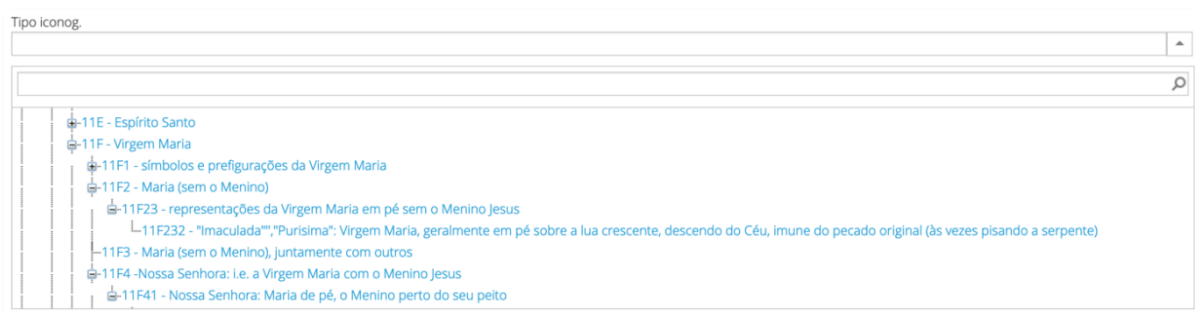 Tipo iconog.
11E - Espírito Santo
11F - Virgem Maria
11F1 - símbolos e prefigurações da Virgem Maria
11F2 - Maria (sem o Menino)
11F23 - representações da Virgem Maria em pé sem o Menino Jesus
11F232 - "Imaculada"","Purisima": Virgem Maria, geralmente em pé sobre a lua crescente, descendo do Céu, imune do pecado original (às vezes pisando a serpente)
11F3 - Maria (sem o Menino), juntamente com outros
11F4 -Nossa Senhora: i.e. a Virgem Maria com o Menino Jesus
11F41 - Nossa Senhora: Maria de pé, o Menino perto do seu peito